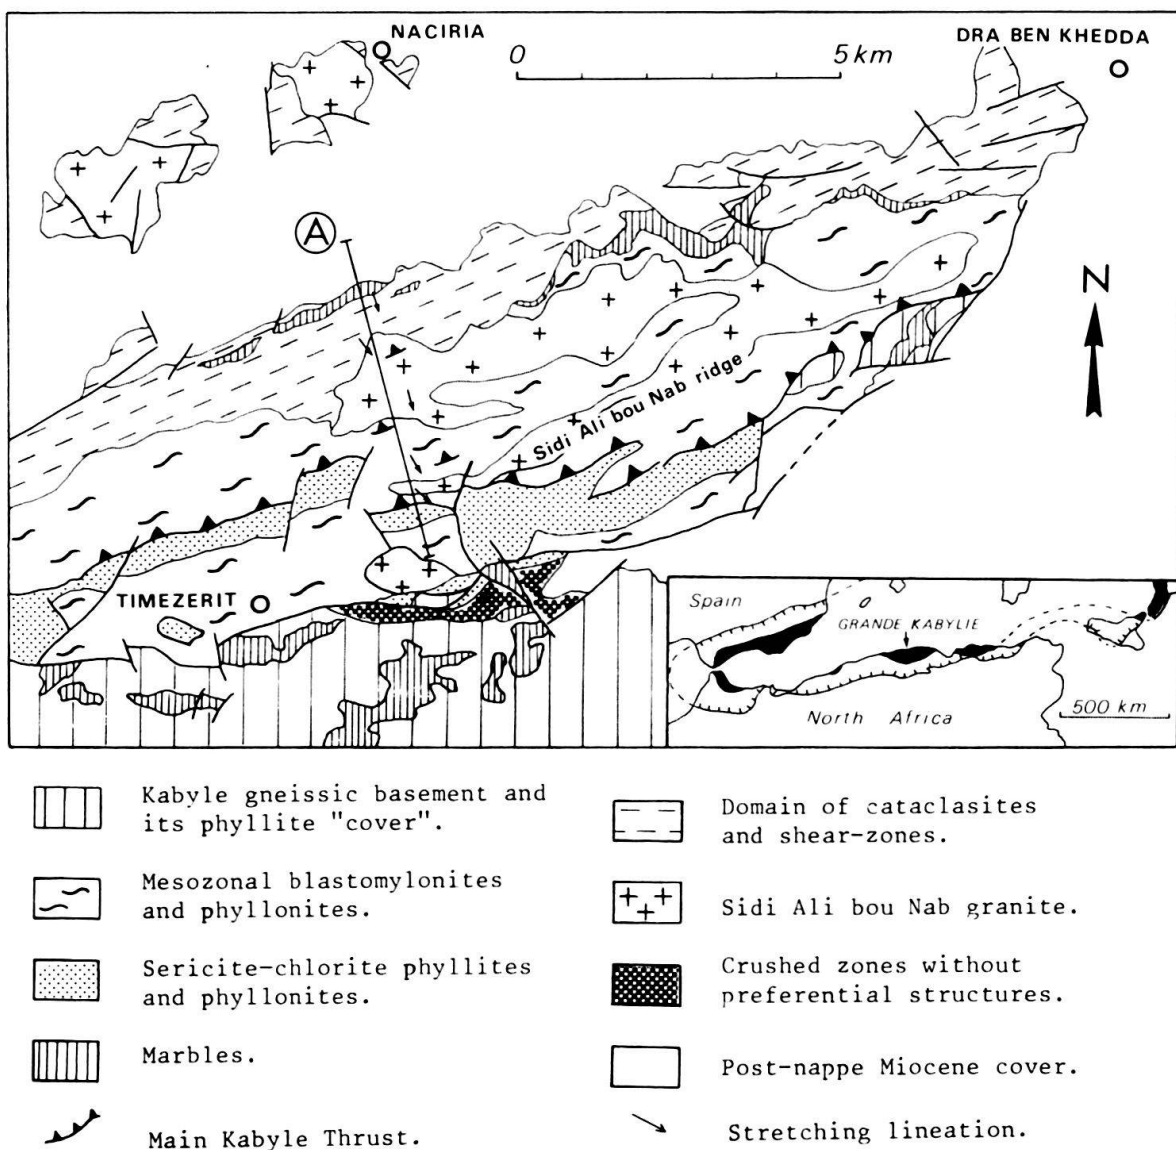 NACIRIA
0
5 km
DRA BEN KHEDDA
A
N
Sidi Ali bou Nab ridge
TIMEZERIT
Spain
GRANDE KABYLIE
North Africa
500 km
Kabyle gneissic basement and
its phyllite "cover".
Mesozonal blastomylonites
and phyllonites.
Sericite-chlorite phyllites
and phyllonites.
Marbles.
Main Kabyle Thrust.
Domain of cataclasites
and shear-zones.
Sidi Ali bou Nab granite.
Crushed zones without
preferential structures.
Post-nappe Miocene cover.
Stretching lineation.